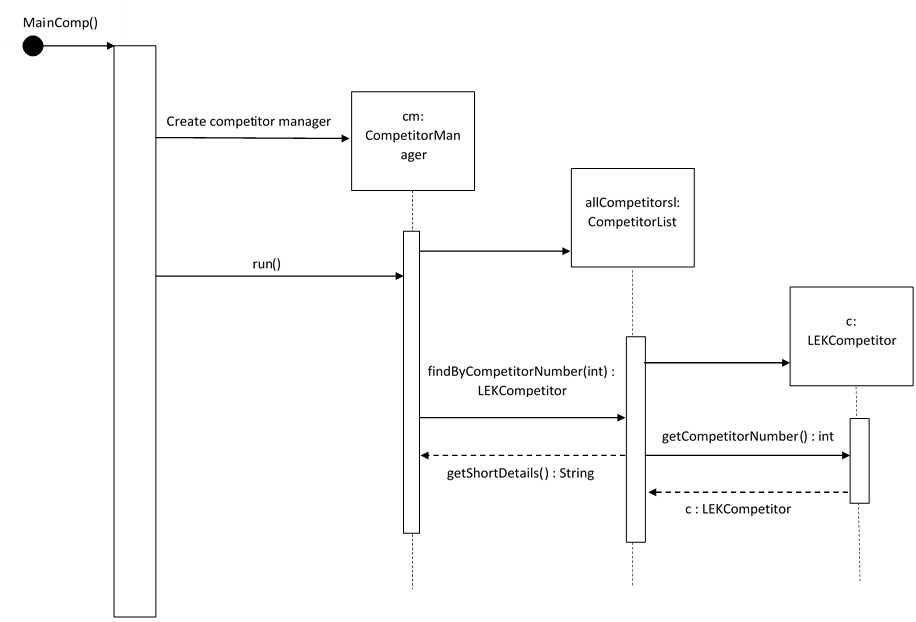 MainComp()
Create competitor manager
cm:
CompetitorMan
ager
allCompetitorsl:
CompetitorList
run()
c:
LEKCompetitor
findByCompetitorNumber(int) :
LEKCompetitor
getCompetitorNumber() : int
getShortDetails() : String
c : LEKCompetitor